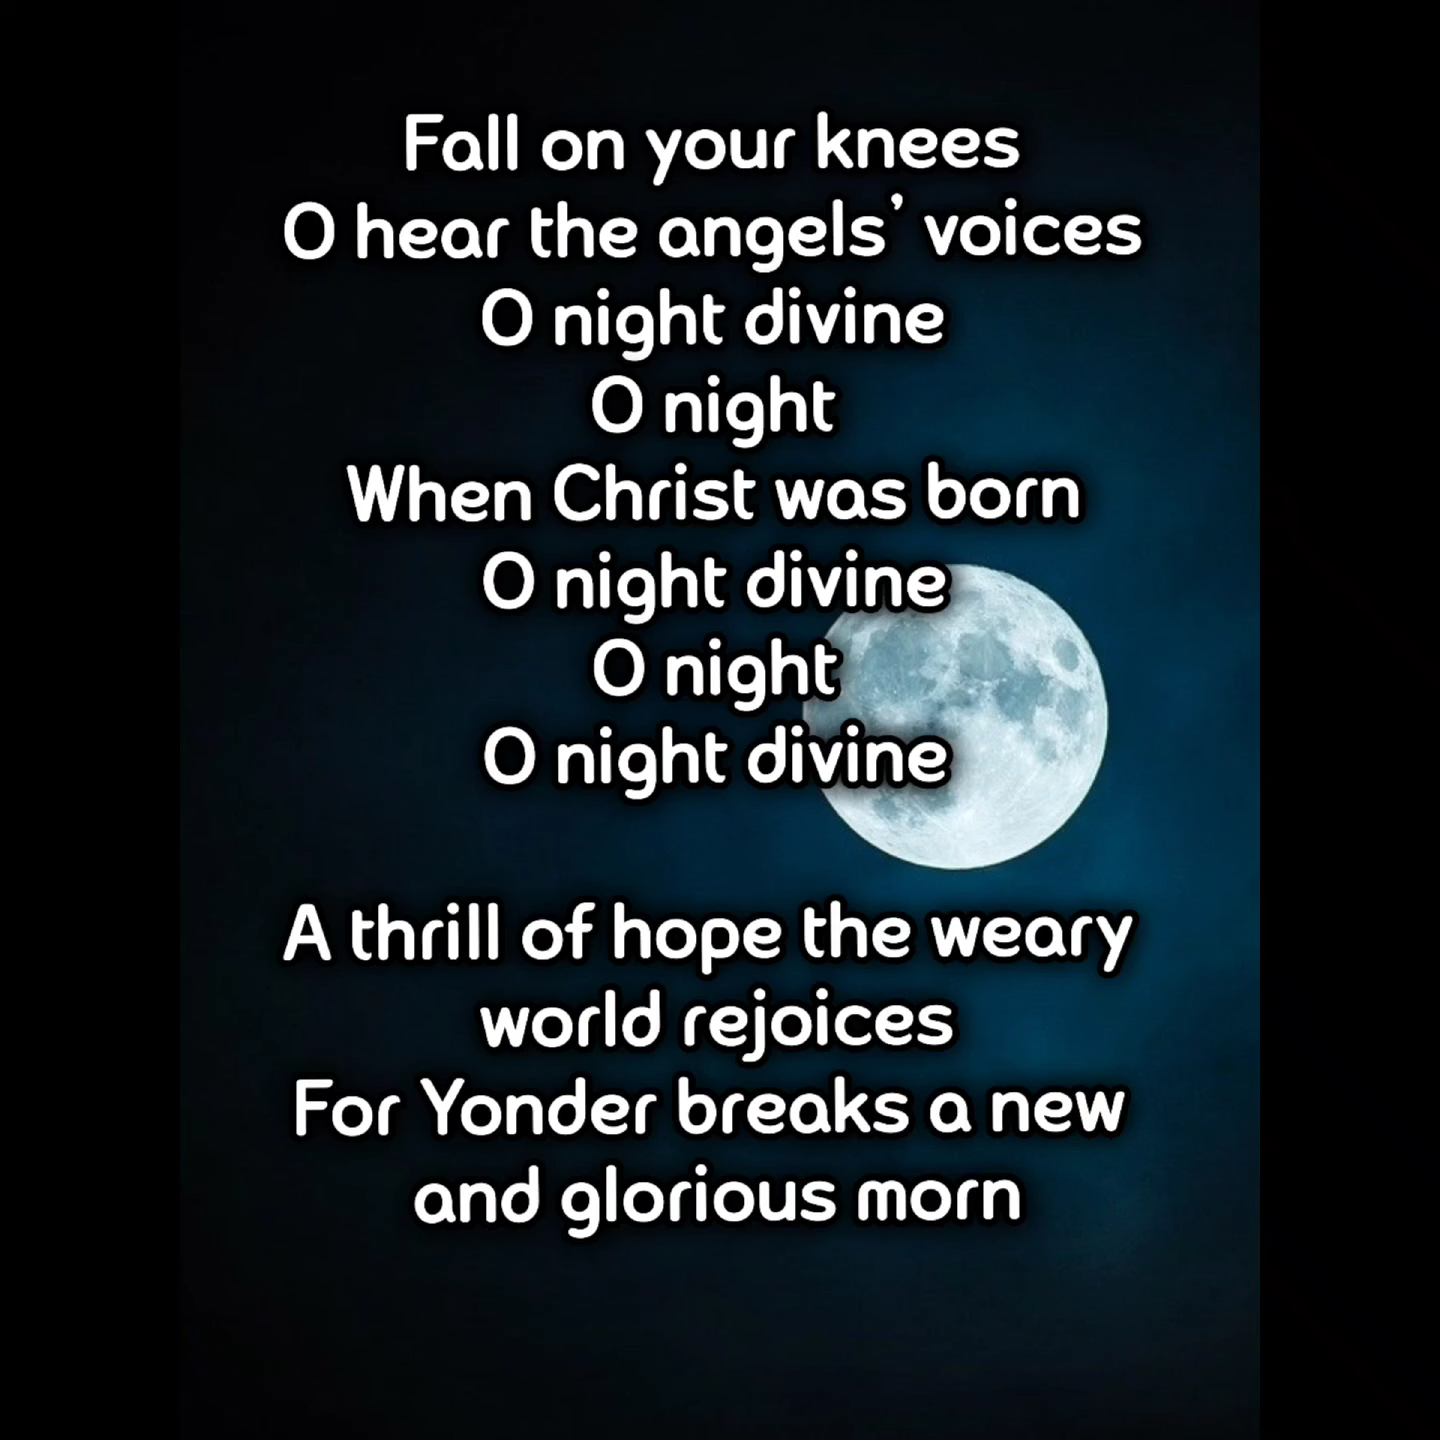 Fall on your knees
O hear the angels’ voices
O night divine
O night
When Christ was born
O night divine
O night
O night divine
A thrill of hope the weary
world rejoices
For Yonder breaks a new
and glorious morn